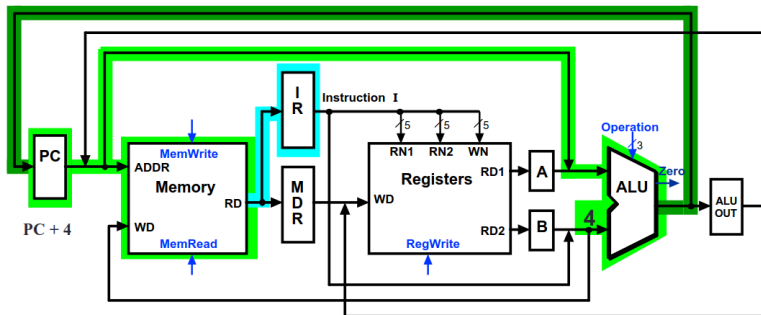 I
R
Instruction I
5
5
5
Operation
3
PC
MemWrite
ADDR
Memory
RD
WD
MemRead
PC + 4
M
D
R
RN1 RN2 WN
Registers
WD
RD1
RD2
RegWrite
A
B
4
ALU
Zero
ALU
OUT